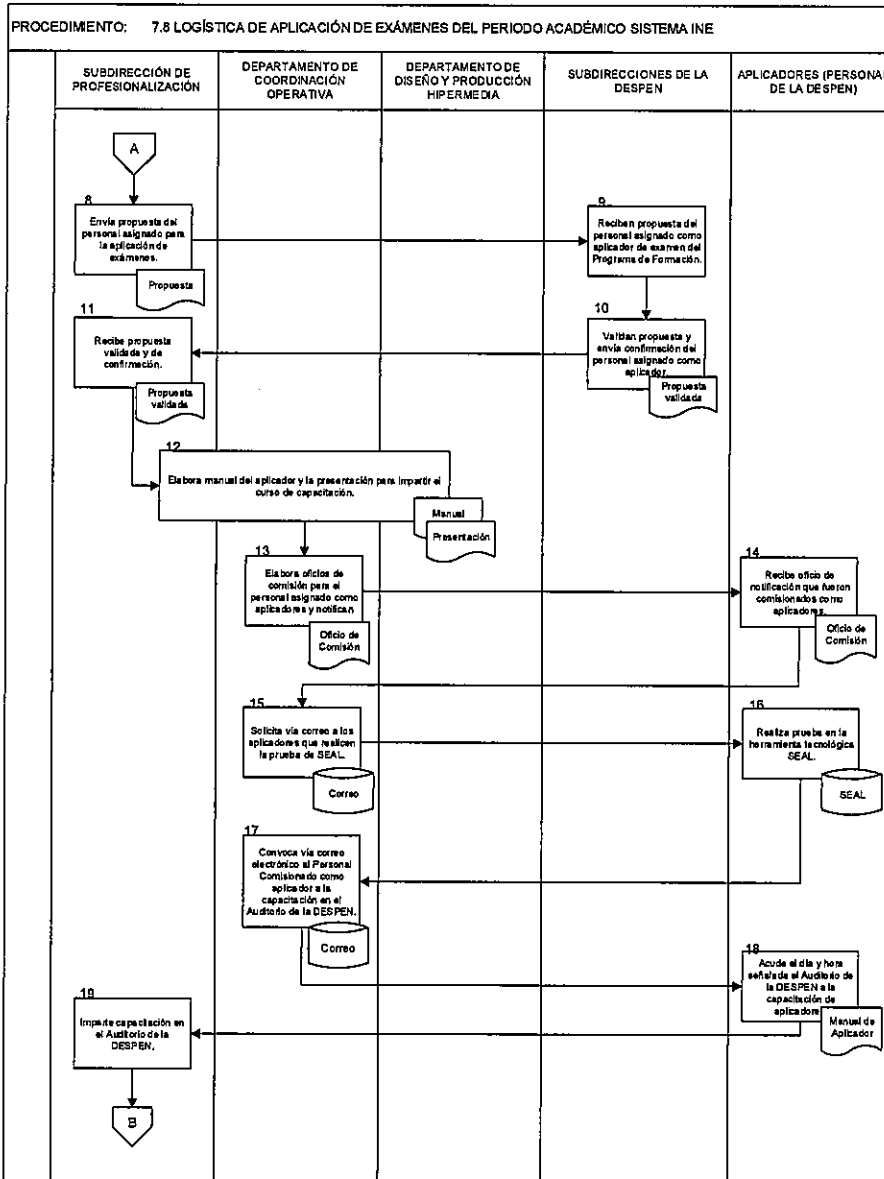 PROCEDIMIENTO: 7.8 LOGÍSTICA DE APLICACIÓN DE EXÁMENES DEL PERIODO ACADÉMICO SISTEMA INE
SUBDIRECCIÓN DE
PROFESIONALIZACIÓN
DEPARTAMENTO DE
COORDINACIÓN
OPERATIVA
DEPARTAMENTO DE
DISEÑO Y PRODUCCIÓN
HIPERMEDIA
SUBDIRECCIONES DE LA
DESPEN
APLICADORES (PERSONAL
DE LA DESPEN)
A
8
Envía propuesta del
personal asignado para
la aplicación de
exámenes.
Propuesta
9
Reciben propuesta del
personal asignado como
aplicador de examen del
Programa de Formación.
10
Validan propuesta y
envía confirmación del
personal asignado como
aplicador.
Propuesta
validada
11
Recibe propuesta
validada y de
confirmación.
Propuesta
validada
12
Elabora manual del aplicador y la presentación para impartir el
curso de capacitación.
Manual
Presentación
13
Elabora oficios de
comisión para el
personal asignado como
aplicadores y notifican.
Oficio de
Comisión
14
Recibe oficio de
notificación que fueron
comisionados como
aplicadores.
Oficio de
Comisión
15
Solicita vía correo a los
aplicadores que realicen
la prueba de SEAL.
Correo
16
Realiza prueba en la
herramienta tecnológica
SEAL.
SEAL
17
Convoca vía correo
electrónico al Personal
Comisionado como
aplicador a la
capacitación en el
Auditorio de la DESPEN.
Correo
18
Acude el día y hora
señalada el Auditorio de
la DESPEN a la
capacitación de
aplicadore
Manual de
Aplicador
19
Imparte capacitación en
el Auditorio de la
DESPEN.
B